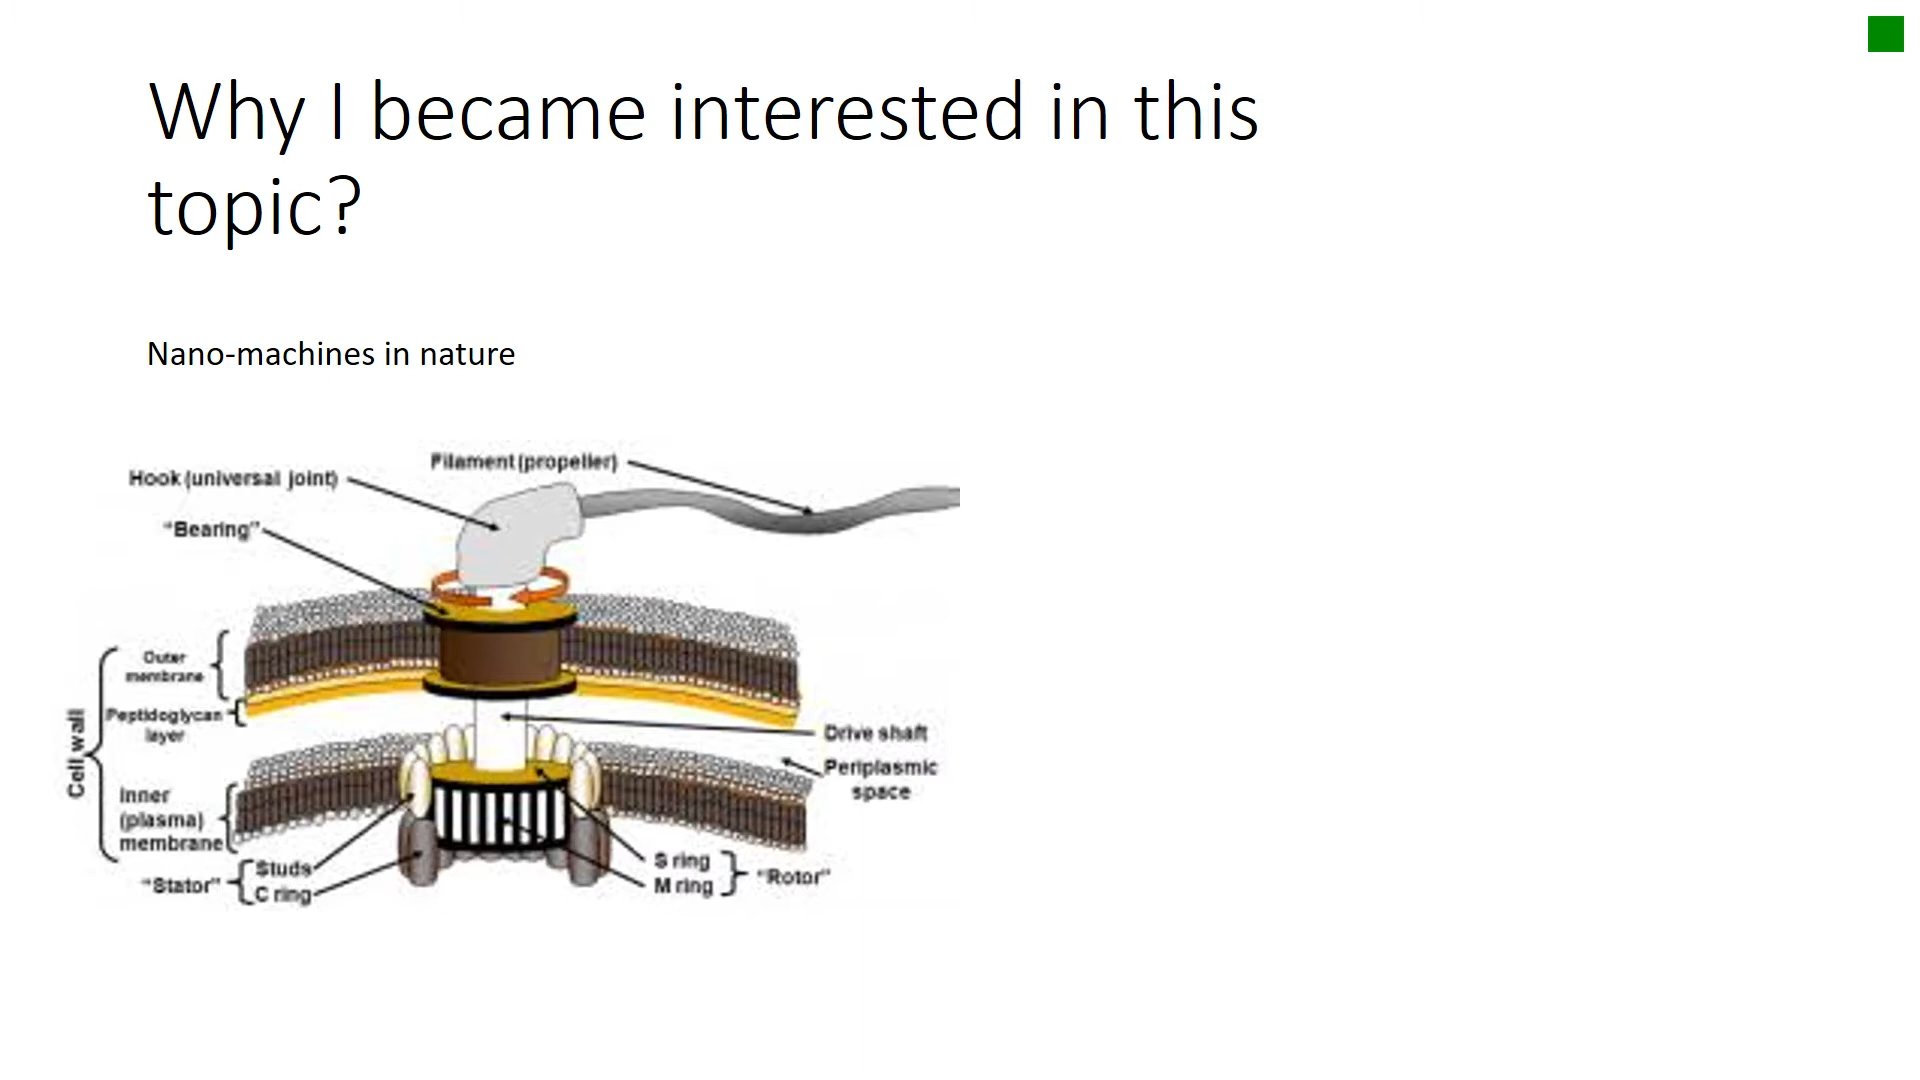 Why I became interested in this
topic?
Nano-machines in nature
Filament (propeller)
Hook (universal joint)
"Bearing"
Outer
membrane
Peptidoglycan
layer
Cell wall
Drive shaft
Periplasmic
space
Inner
(plasma)
membrane
"Stator"
Studs
C ring
S ring
M ring
"Rotor"